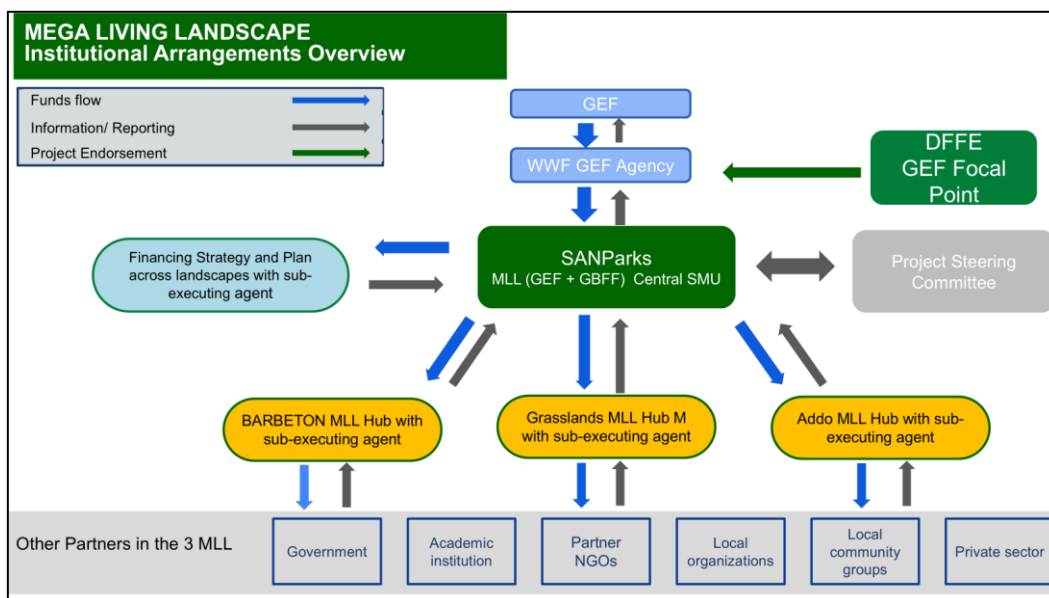 MEGA LIVING LANDSCAPE
Institutional Arrangements Overview
Funds flow
Information/ Reporting
Project Endorsement
GEF
WWF GEF Agency
DFFE
GEF Focal
Point
Financing Strategy and Plan
across landscapes with sub-
executing agent
SANParks
MLL (GEF + GBFF) Central SMU
Project Steering
Committee
BARBETON MLL Hub with
sub-executing agent
Grasslands MLL Hub M
with sub-executing agent
Addo MLL Hub with sub-
executing agent
Other Partners in the 3 MLL
Government
Academic
institution
Partner
NGOs
Local
organizations
Local
community
groups
Private sector